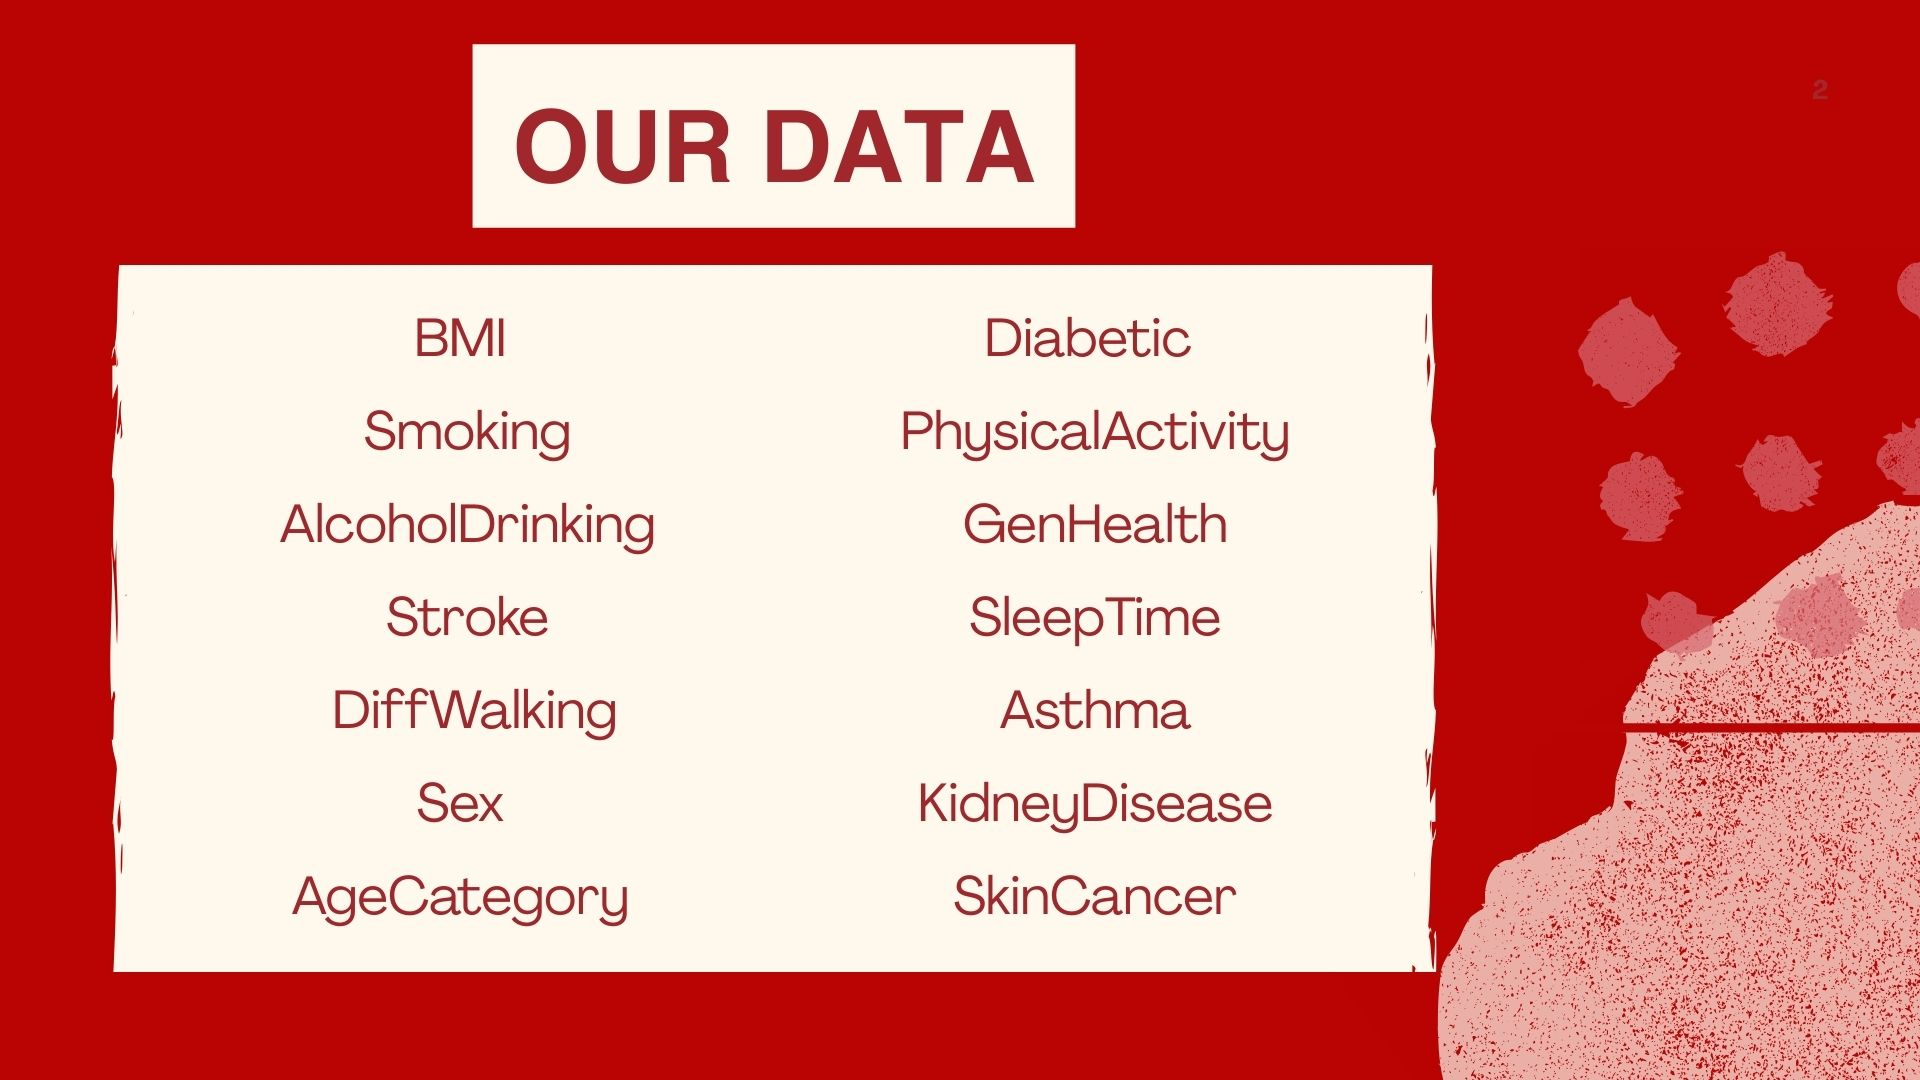 2
OUR DATA
BMI
Smoking
AlcoholDrinking
Stroke
DiffWalking
Sex
AgeCategory
Diabetic
PhysicalActivity
GenHealth
SleepTime
Asthma
KidneyDisease
SkinCancer